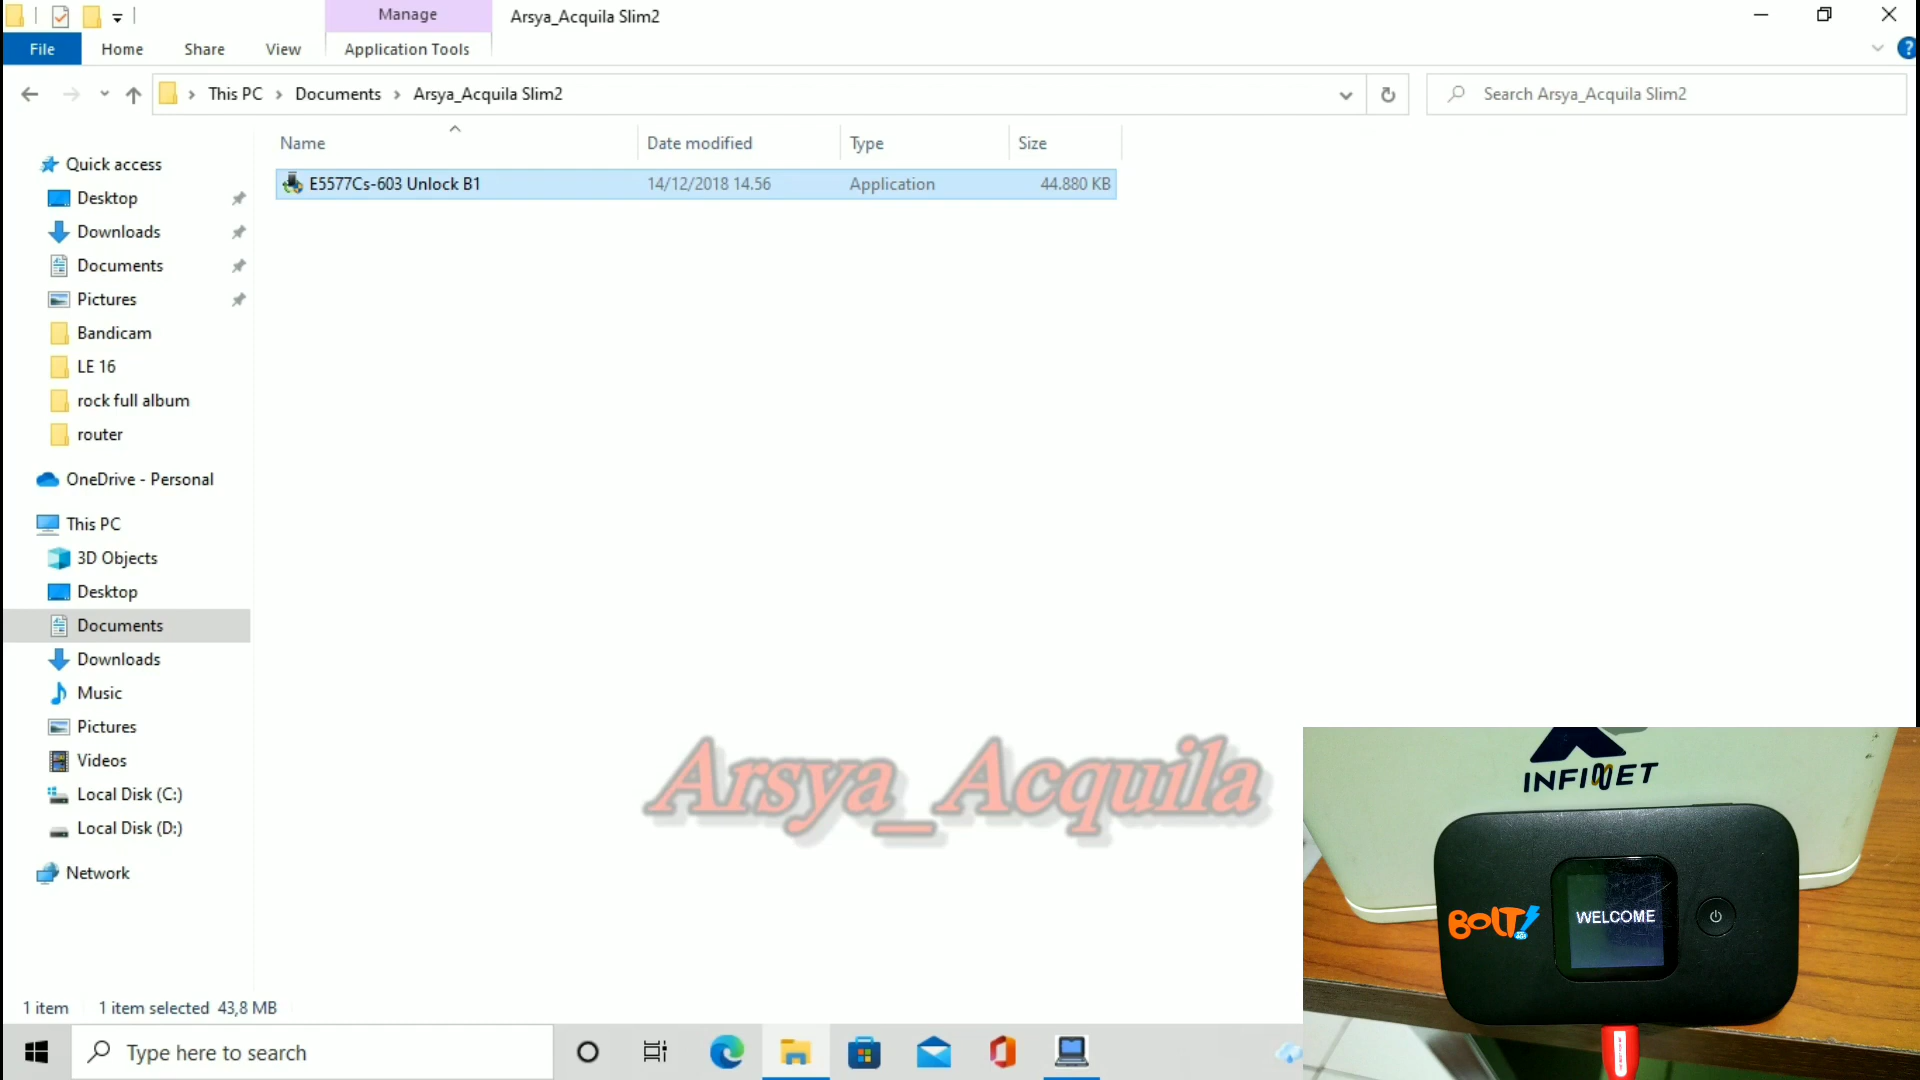 Manage
Arsya_Acquila Slim2
File
Home
Share
View
Application Tools
?
This PC
Documents
Arsya_Acquila Slim2
Search Arsya_Acquila Slim2
Name
Date modified
Type
Size
E5577Cs-603 Unlock B1
14/12/2018 14.56
Application
44.880 KB
Quick access
Desktop
Downloads
Documents
Pictures
Bandicam
LE 16
rock full album
router
OneDrive - Personal
This PC
3D Objects
Desktop
Documents
Downloads
Music
Pictures
Videos
Local Disk (C:)
Local Disk (D:)
Network
Arsya_Acquila
INFINET
BOLT!
WELCOME
1 item
1 item selected 43,8 MB
Type here to search